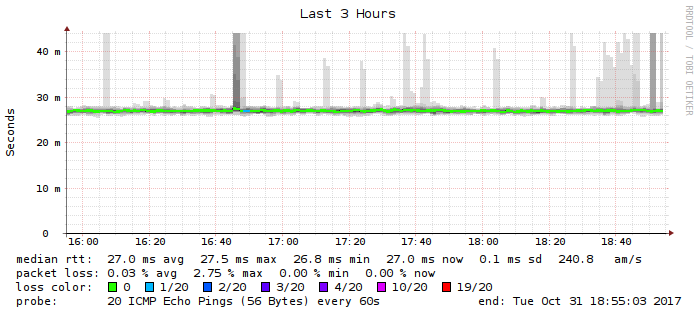 Last 3 Hours
RRDTOOL / TOBI OETIKER
Seconds
40 m
30 m
20 m
10 m
0
16:00 16:20 16:40 17:00 17:20 17:40 18:00 18:20 18:40
median rtt: 27.0 ms avg 27.5 ms max 26.8 ms min 27.0 ms now 0.1 ms sd 240.8 am/s
packet loss: 0.03 % avg 2.75 % max 0.00 % min 0.00 % now
loss color: 0 1/20 2/20 3/20 4/20 10/20 19/20
probe: 20 ICMP Echo Pings (56 Bytes) every 60s end: Tue Oct 31 18:55:03 2017